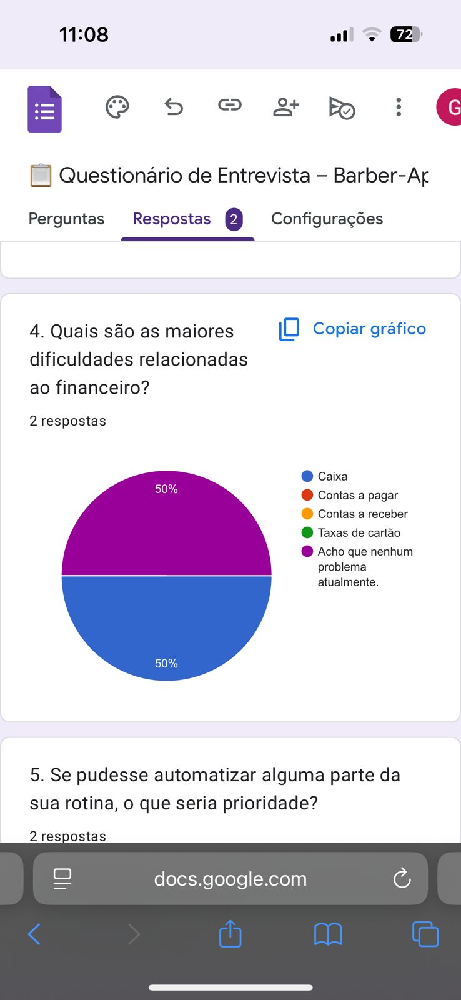 11:08
72
G
Questionário de Entrevista – Barber-Ap
Perguntas Respostas 2 Configurações
4. Quais são as maiores
dificuldades relacionadas
ao financeiro?
Copiar gráfico
2 respostas
50%
50%
Caixa
Contas a pagar
Contas a receber
Taxas de cartão
Acho que nenhum
problema
atualmente.
5. Se pudesse automatizar alguma parte da
sua rotina, o que seria prioridade?
2 respostas
docs.google.com